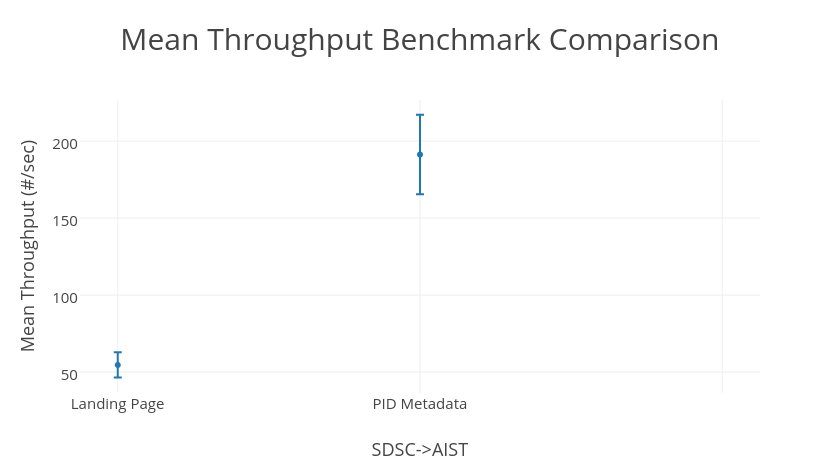 Mean Throughput Benchmark Comparison
Mean Throughput (#/sec)
200
150
100
50
Landing Page
PID Metadata
SDSC->AIST